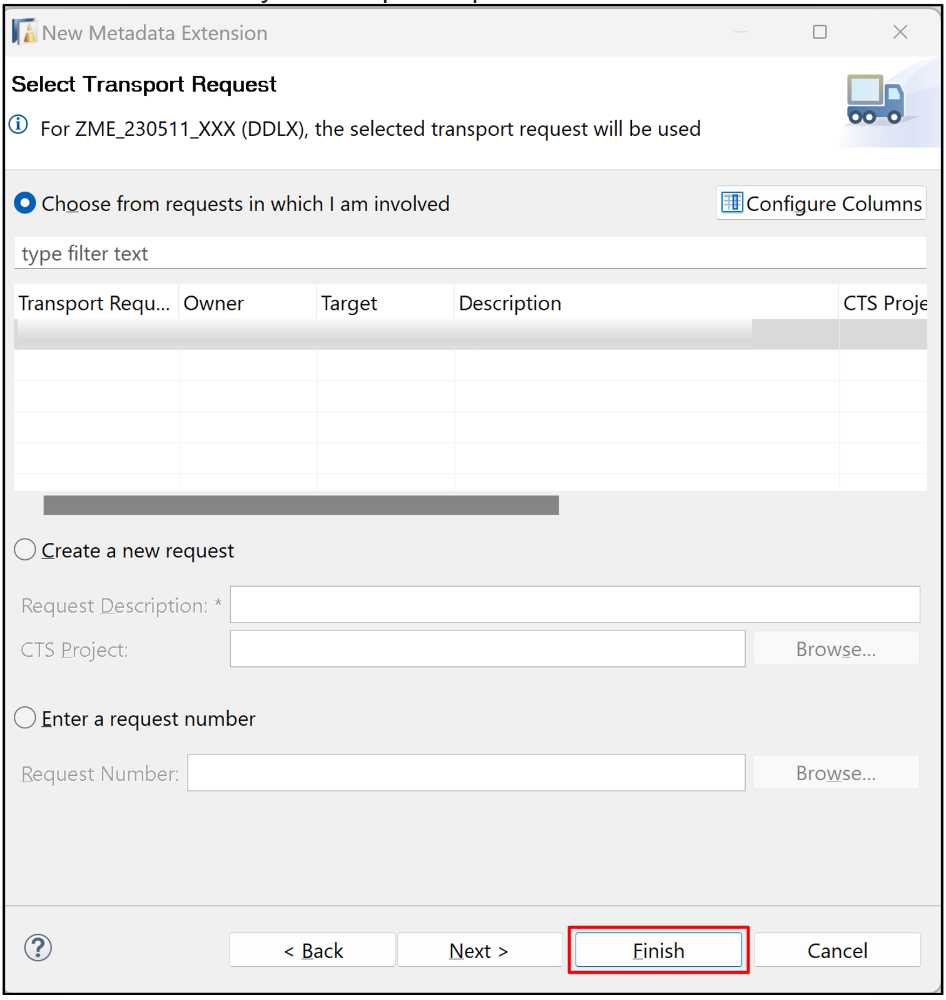 New Metadata Extension
Select Transport Request
For ZME_230511_XXX (DDLX), the selected transport request will be used
Choose from requests in which I am involved
Configure Columns
type filter text
Transport Requ... Owner Target Description CTS Proje
Create a new request
Request Description: *
CTS Project: Browse...
Enter a request number
Request Number: Browse...
? < Back Next > Finish Cancel